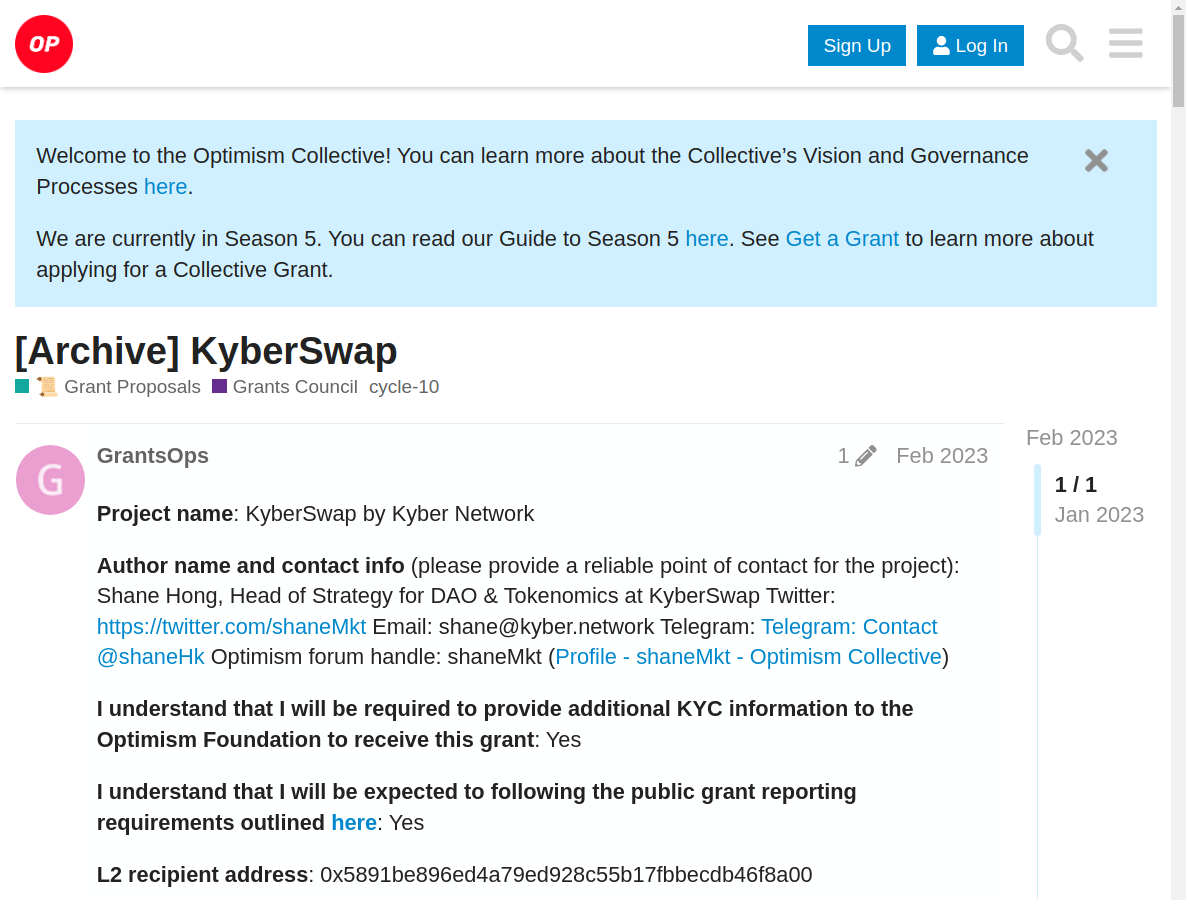 OP
Sign Up
Log In
Welcome to the Optimism Collective! You can learn more about the Collective’s Vision and Governance
Processes here.
We are currently in Season 5. You can read our Guide to Season 5 here. See Get a Grant to learn more about
applying for a Collective Grant.
[Archive] KyberSwap
📜 Grant Proposals Grants Council cycle-10
G
GrantsOps
1
Feb 2023
Project name: KyberSwap by Kyber Network
Author name and contact info (please provide a reliable point of contact for the project):
Shane Hong, Head of Strategy for DAO & Tokenomics at KyberSwap Twitter:
https://twitter.com/shaneMkt Email: shane@kyber.network Telegram: Telegram: Contact
@shaneHk Optimism forum handle: shaneMkt (Profile - shaneMkt - Optimism Collective)
I understand that I will be required to provide additional KYC information to the
Optimism Foundation to receive this grant: Yes
I understand that I will be expected to following the public grant reporting
requirements outlined here: Yes
L2 recipient address: 0x5891be896ed4a79ed928c55b17fbbecdb46f8a00
Feb 2023
1 / 1
Jan 2023